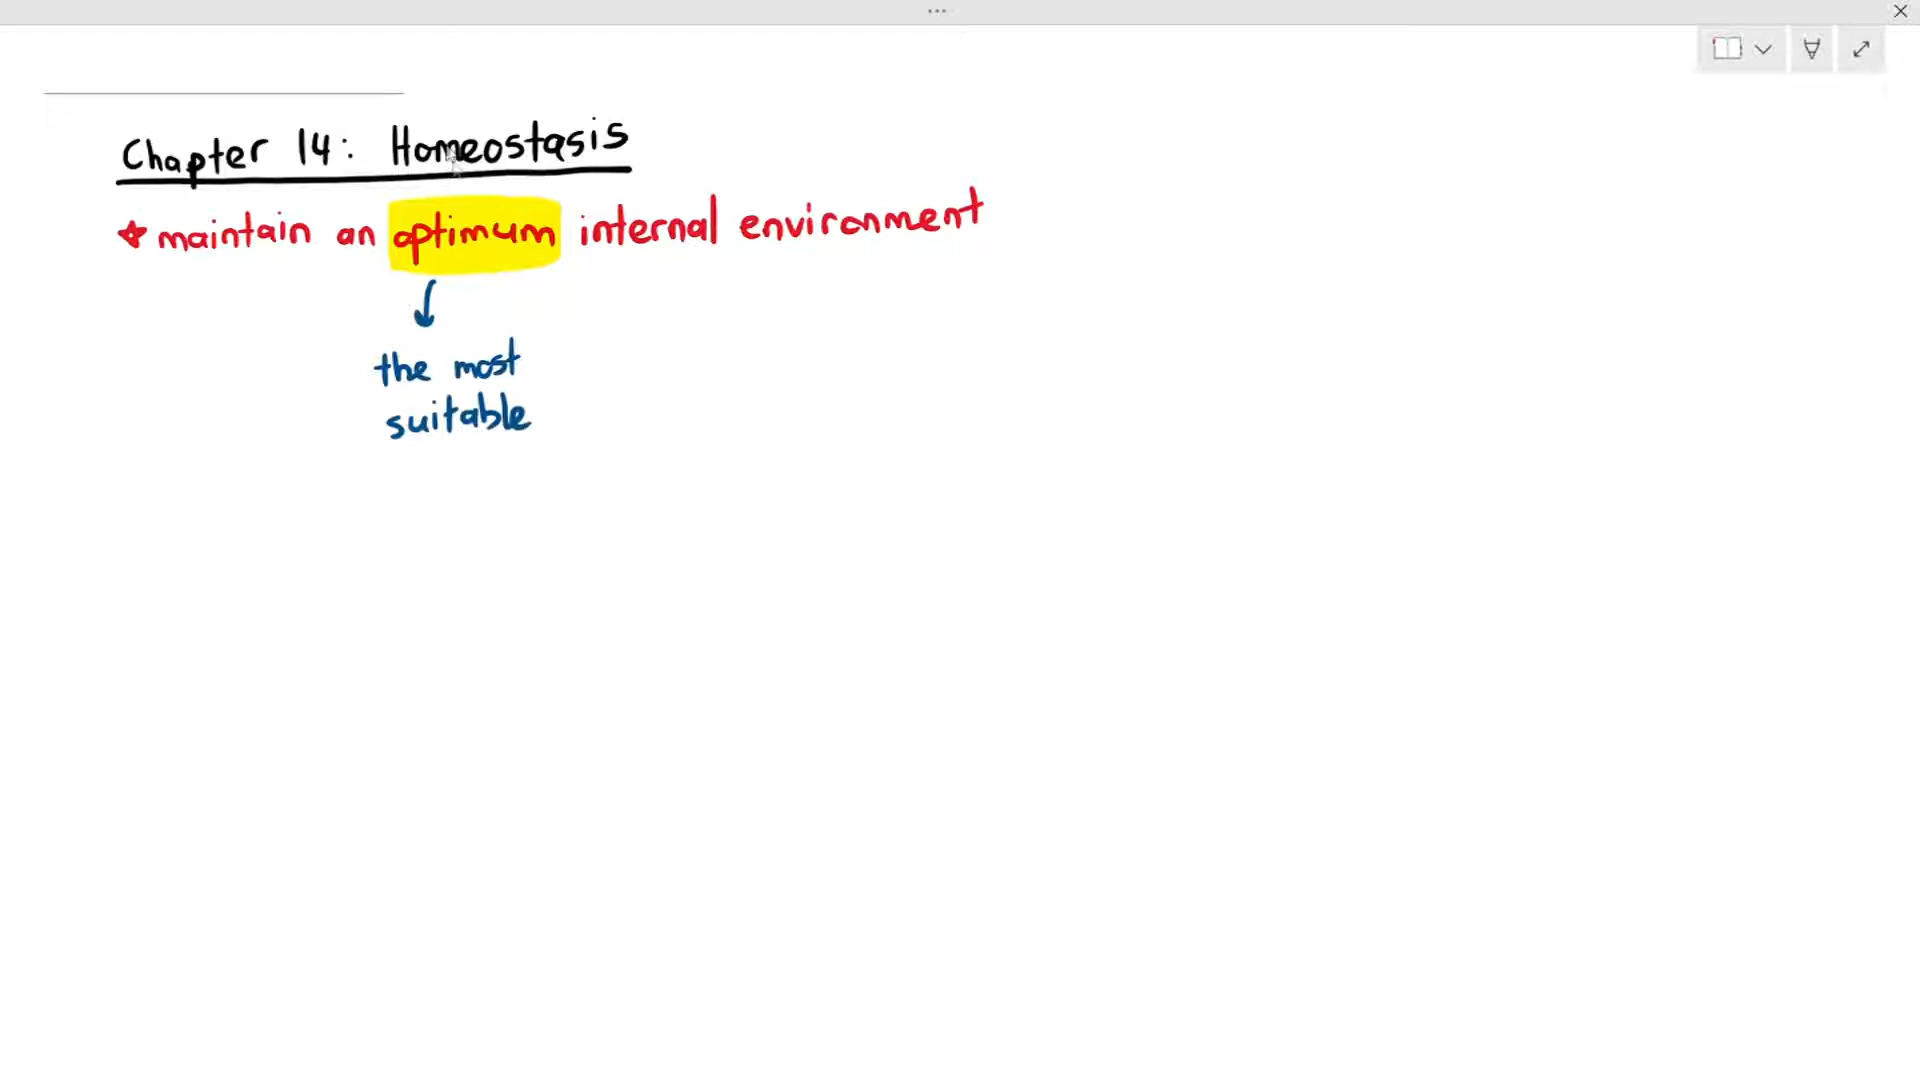 Chapter 14: Homeostasis
★ maintain an optimum internal environment
the most
suitable